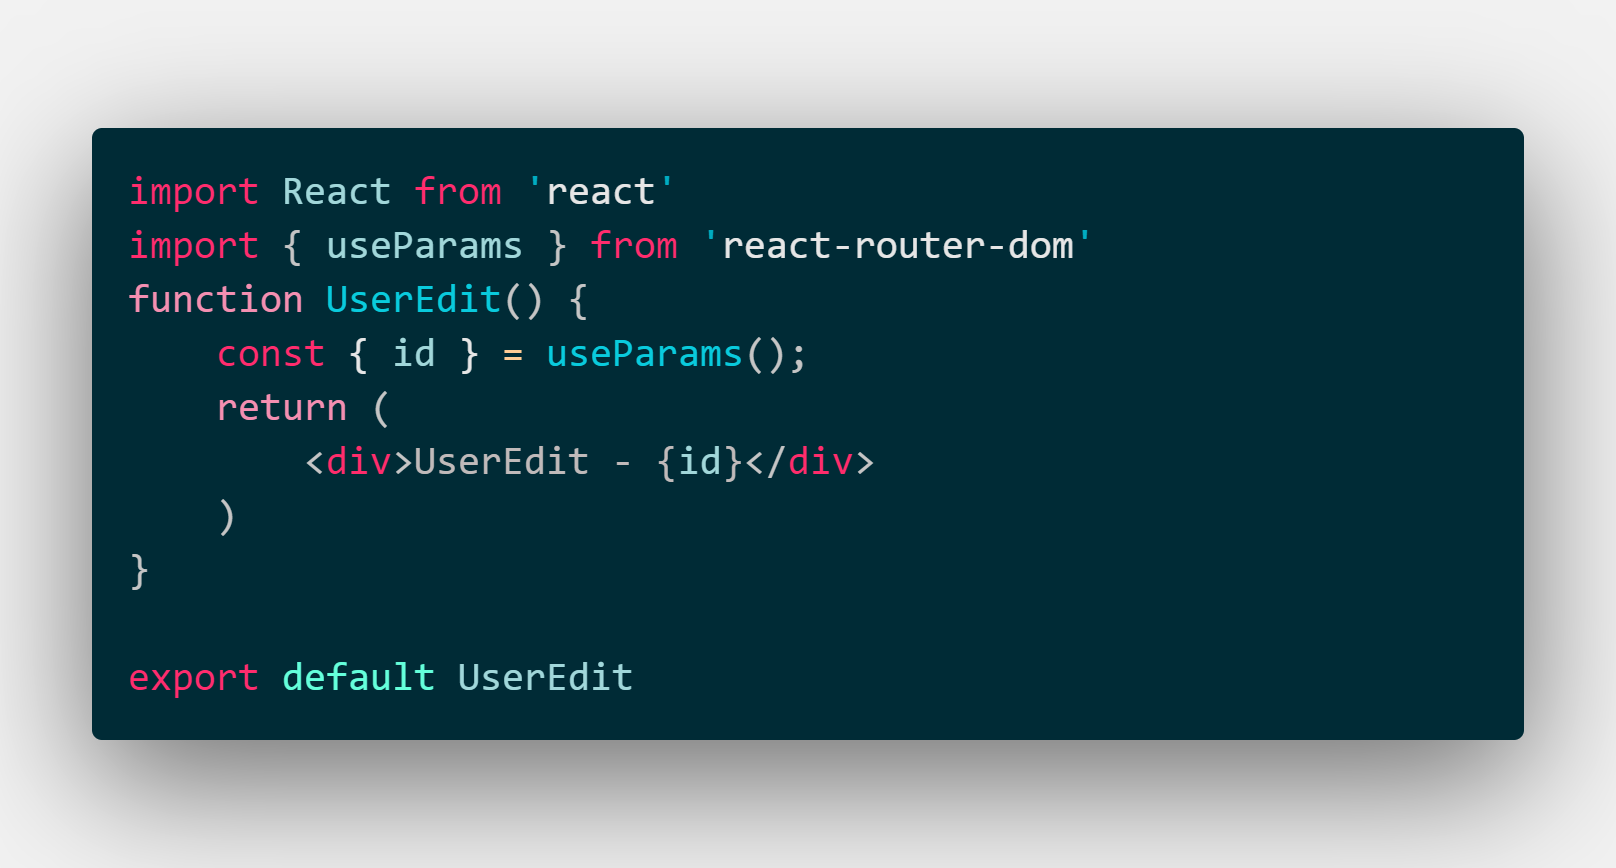 import React from 'react'
import { useParams } from 'react-router-dom'
function UserEdit() {
    const { id } = useParams();
    return (
        <div>UserEdit - {id}</div>
    )
}

export default UserEdit